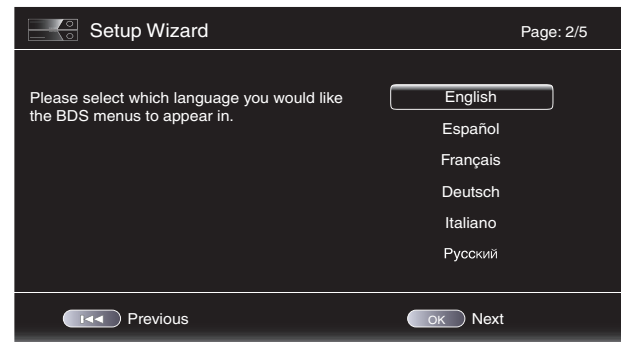 Setup Wizard
Page: 2/5
Please select which language you would like
the BDS menus to appear in.
English
Español
Français
Deutsch
Italiano
Русский
Previous
OK Next